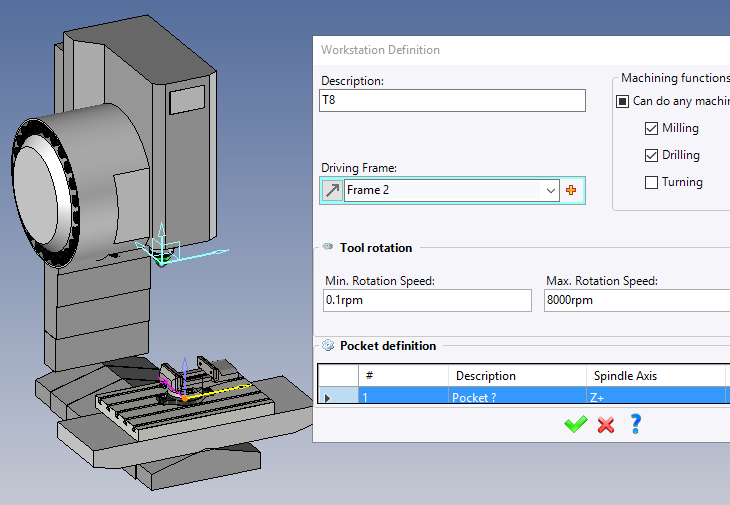 Workstation Definition
Description:
T8
Machining functions
Can do any machin
Milling
Drilling
Turning
Driving Frame:
Frame 2
Tool rotation
Min. Rotation Speed:
Max. Rotation Speed:
0.1rpm
8000rpm
Pocket definition
# Description Spindle Axis
1 Pocket ? Z+